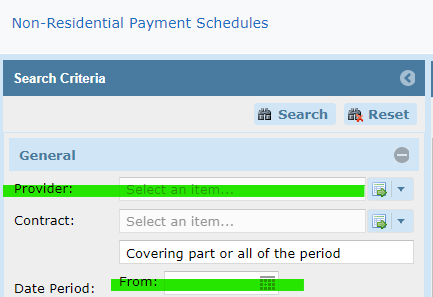 Non-Residential Payment Schedules
Search Criteria
Search Reset
General
Provider: Select an item...
Contract: Select an item...
Covering part or all of the period
Date Period: From: